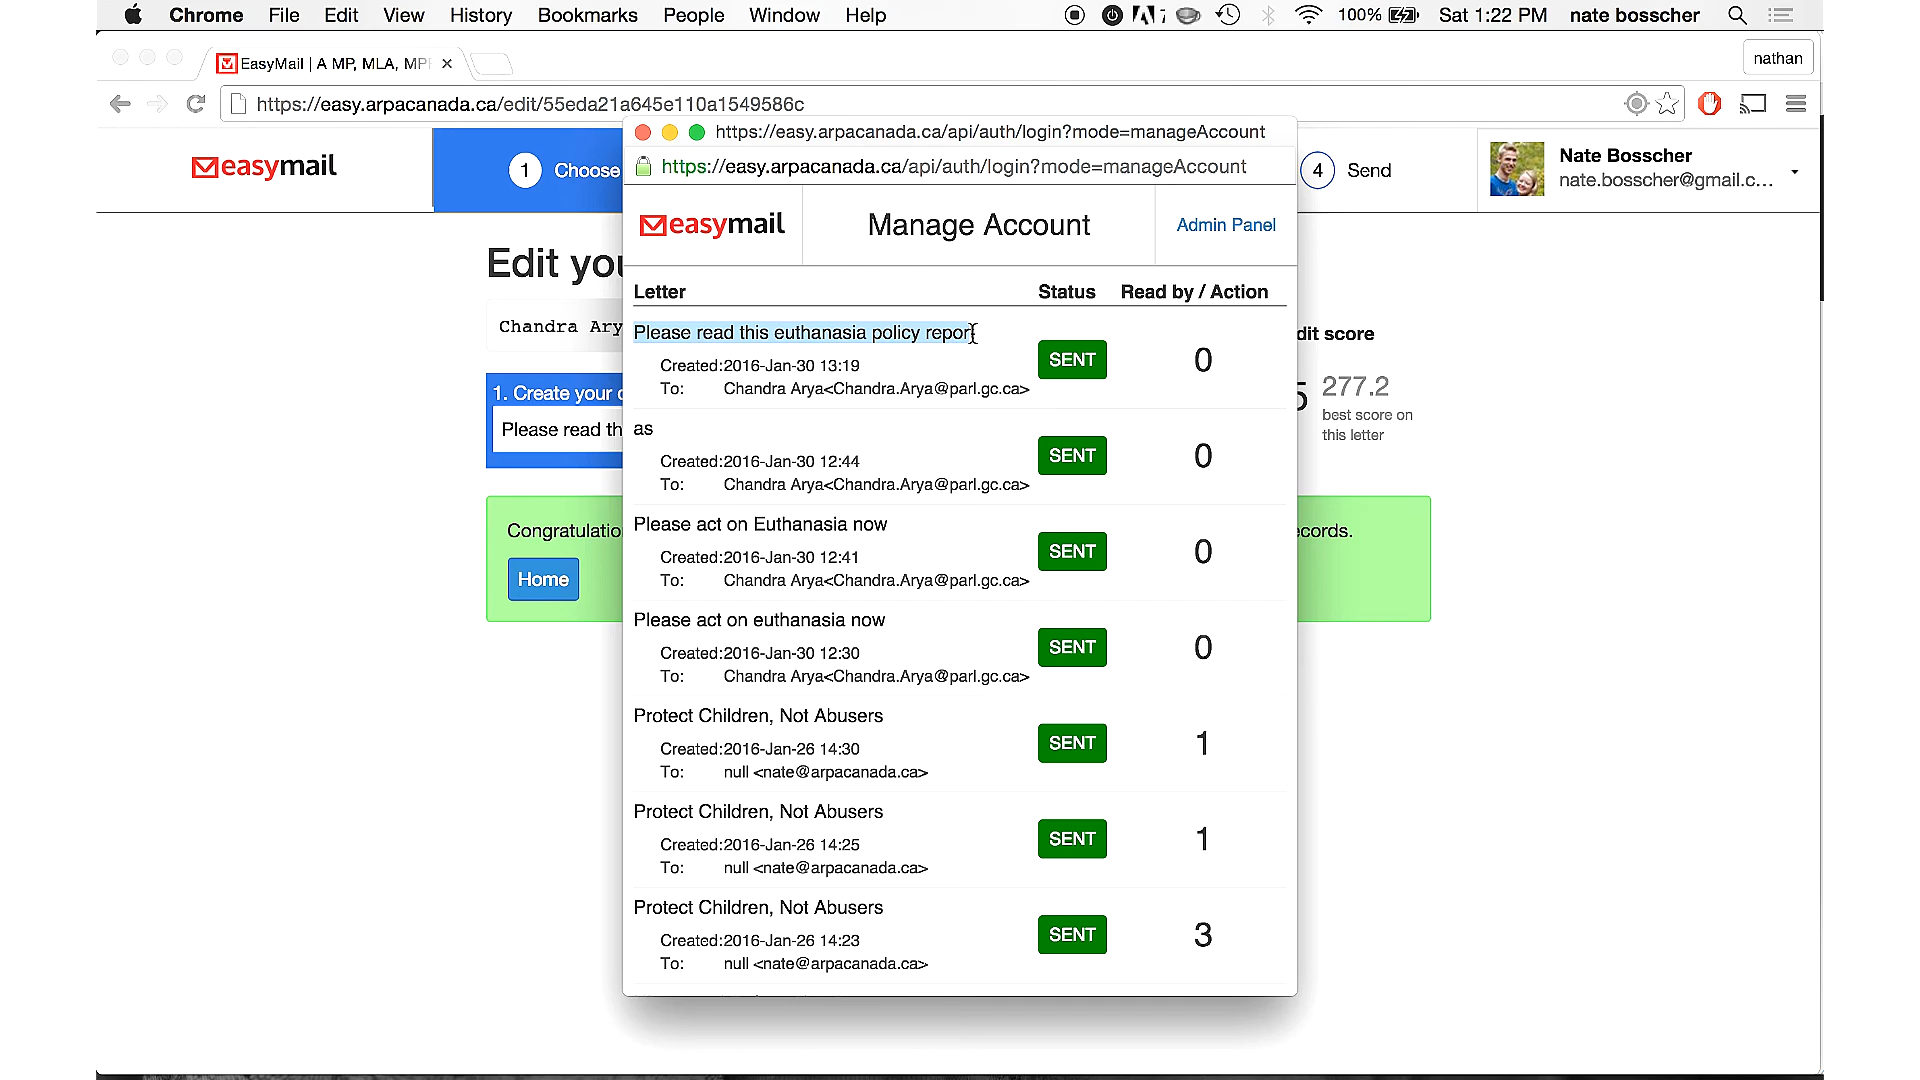 Chrome File Edit View History Bookmarks People Window Help 7 100% Sat 1:22 PM nate bosscher
EasyMail | A MP, MLA, MP
nathan
https://easy.arpacanada.ca/edit/55eda21a645e110a1549586c
https://easy.arpacanada.ca/api/auth/login?mode=manageAccount
https://easy.arpacanada.ca/api/auth/login?mode=manageAccount
easymail
1 Choose
4 Send
Nate Bosscher
nate.bosscher@gmail.c...
easymail
Manage Account
Admin Panel
Edit you
Chandra Ary
1. Create your
Please read th
Congratulatio
Home
Letter Status Read by / Action
Please read this euthanasia policy repor
Created:2016-Jan-30 13:19
To: Chandra Arya<Chandra.Arya@parl.gc.ca>
SENT
0
as
Created:2016-Jan-30 12:44
To: Chandra Arya<Chandra.Arya@parl.gc.ca>
SENT
0
Please act on Euthanasia now
Created:2016-Jan-30 12:41
To: Chandra Arya<Chandra.Arya@parl.gc.ca>
SENT
0
Please act on euthanasia now
Created:2016-Jan-30 12:30
To: Chandra Arya<Chandra.Arya@parl.gc.ca>
SENT
0
Protect Children, Not Abusers
Created:2016-Jan-26 14:30
To: null <nate@arpacanada.ca>
SENT
1
Protect Children, Not Abusers
Created:2016-Jan-26 14:25
To: null <nate@arpacanada.ca>
SENT
1
Protect Children, Not Abusers
Created:2016-Jan-26 14:23
To: null <nate@arpacanada.ca>
SENT
3
dit score
5 277.2
best score on
this letter
ecords.